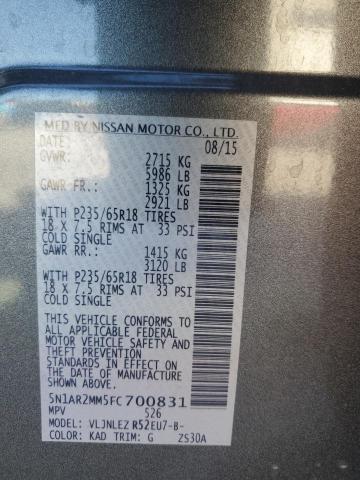 MFD BY NISSAN MOTOR CO., LTD.
DATE: 08/15
GVWR: 2715 KG
5986 LB
GAWR FR.: 1325 KG
2921 LB
WITH P235/65R18 TIRES
18 X 7.5 RIMS AT 33 PSI
COLD SINGLE
GAWR RR.: 1415 KG
3120 LB
WITH P235/65R18 TIRES
18 X 7.5 RIMS AT 33 PSI
COLD SINGLE
THIS VEHICLE CONFORMS TO
ALL APPLICABLE FEDERAL
MOTOR VEHICLE SAFETY AND
THEFT PREVENTION
STANDARDS IN EFFECT ON
THE DATE OF MANUFACTURE
SHOWN ABOVE.
5N1AR2MM5FC700831
MPV 526
MODEL: VLJNLEZ R52EU7-B-
COLOR: KAD TRIM: G ZS30A